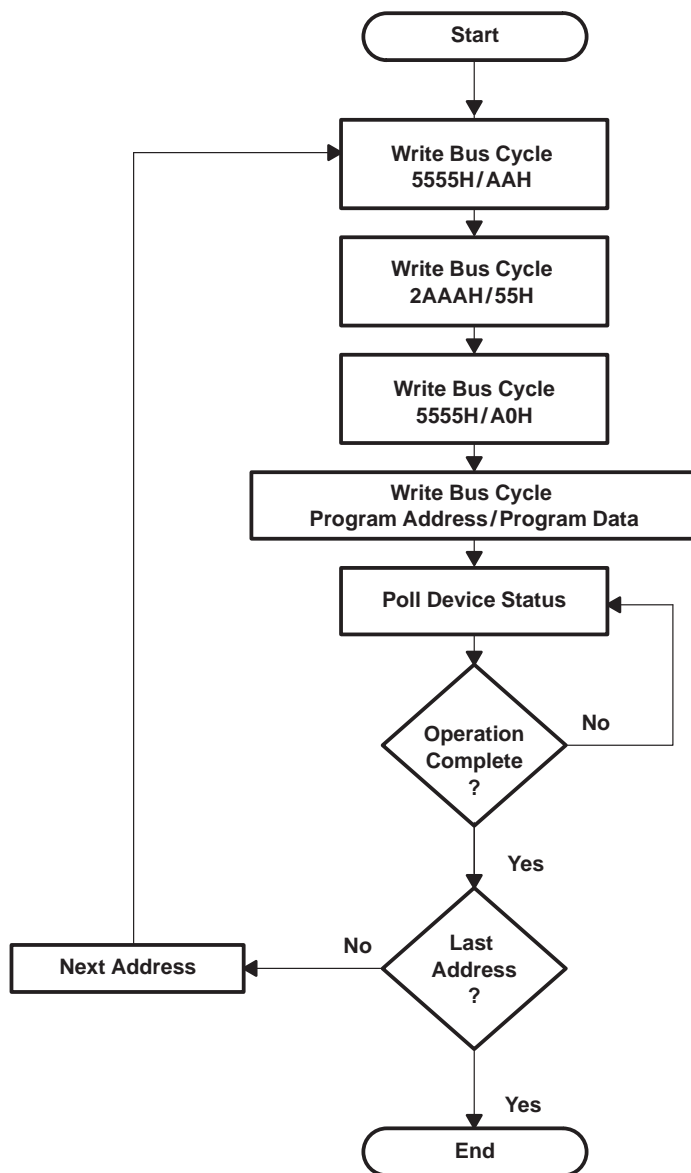 Start
Write Bus Cycle
5555H/AAH
Write Bus Cycle
2AAAH/55H
Write Bus Cycle
5555H/A0H
Write Bus Cycle
Program Address/Program Data
Poll Device Status
Operation
Complete
?
No
Yes
Last
Address
?
No
Next Address
Yes
End